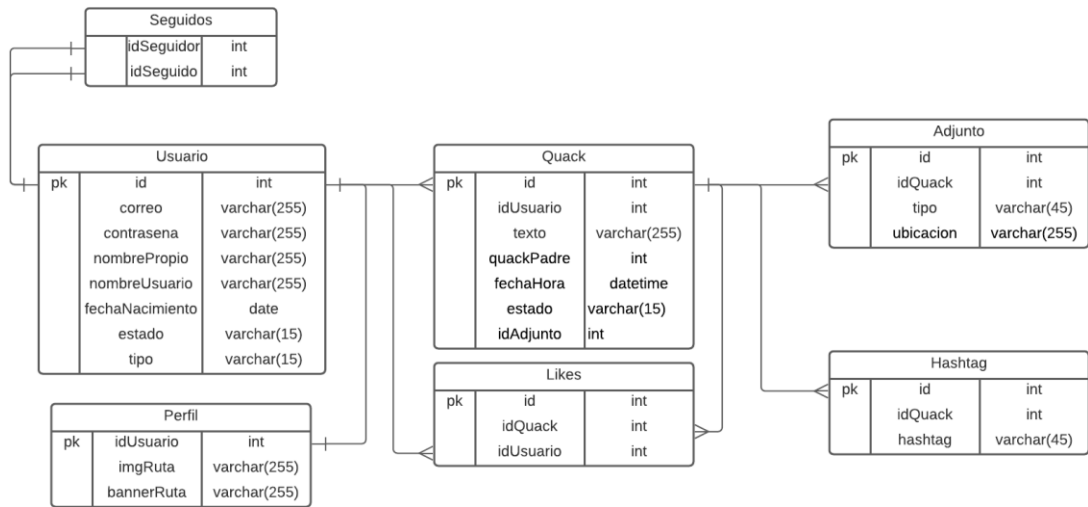 Seguidos
idSeguidor int
idSeguido int
Usuario
pk id int
correo varchar(255)
contrasena varchar(255)
nombrePropio varchar(255)
nombreUsuario varchar(255)
fechaNacimiento date
estado varchar(15)
tipo varchar(15)
Perfil
pk idUsuario int
imgRuta varchar(255)
bannerRuta varchar(255)
Quack
pk id int
idUsuario int
texto varchar(255)
quackPadre int
fechaHora datetime
estado varchar(15)
idAdjunto int
Likes
pk id int
idQuack int
idUsuario int
Adjunto
pk id int
idQuack int
tipo varchar(45)
ubicacion varchar(255)
Hashtag
pk id int
idQuack int
hashtag varchar(45)